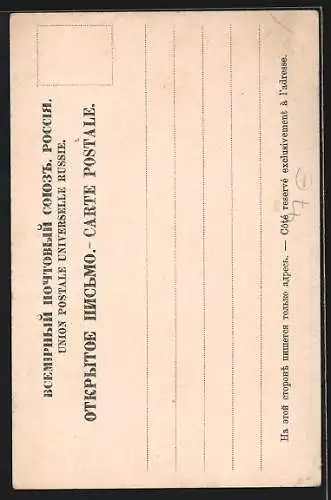 ВСЕМІРНЫЙ ПОЧТОВЫЙ СОЮЗЪ. РОССІЯ.
UNION POSTALE UNIVERSELLE RUSSIE.
ОТКРЫТОЕ ПИСЬМО.-CARTE POSTALE.
На этой сторонѣ пишется только адресъ. — Côté reservé exclusivement à l'adresse.